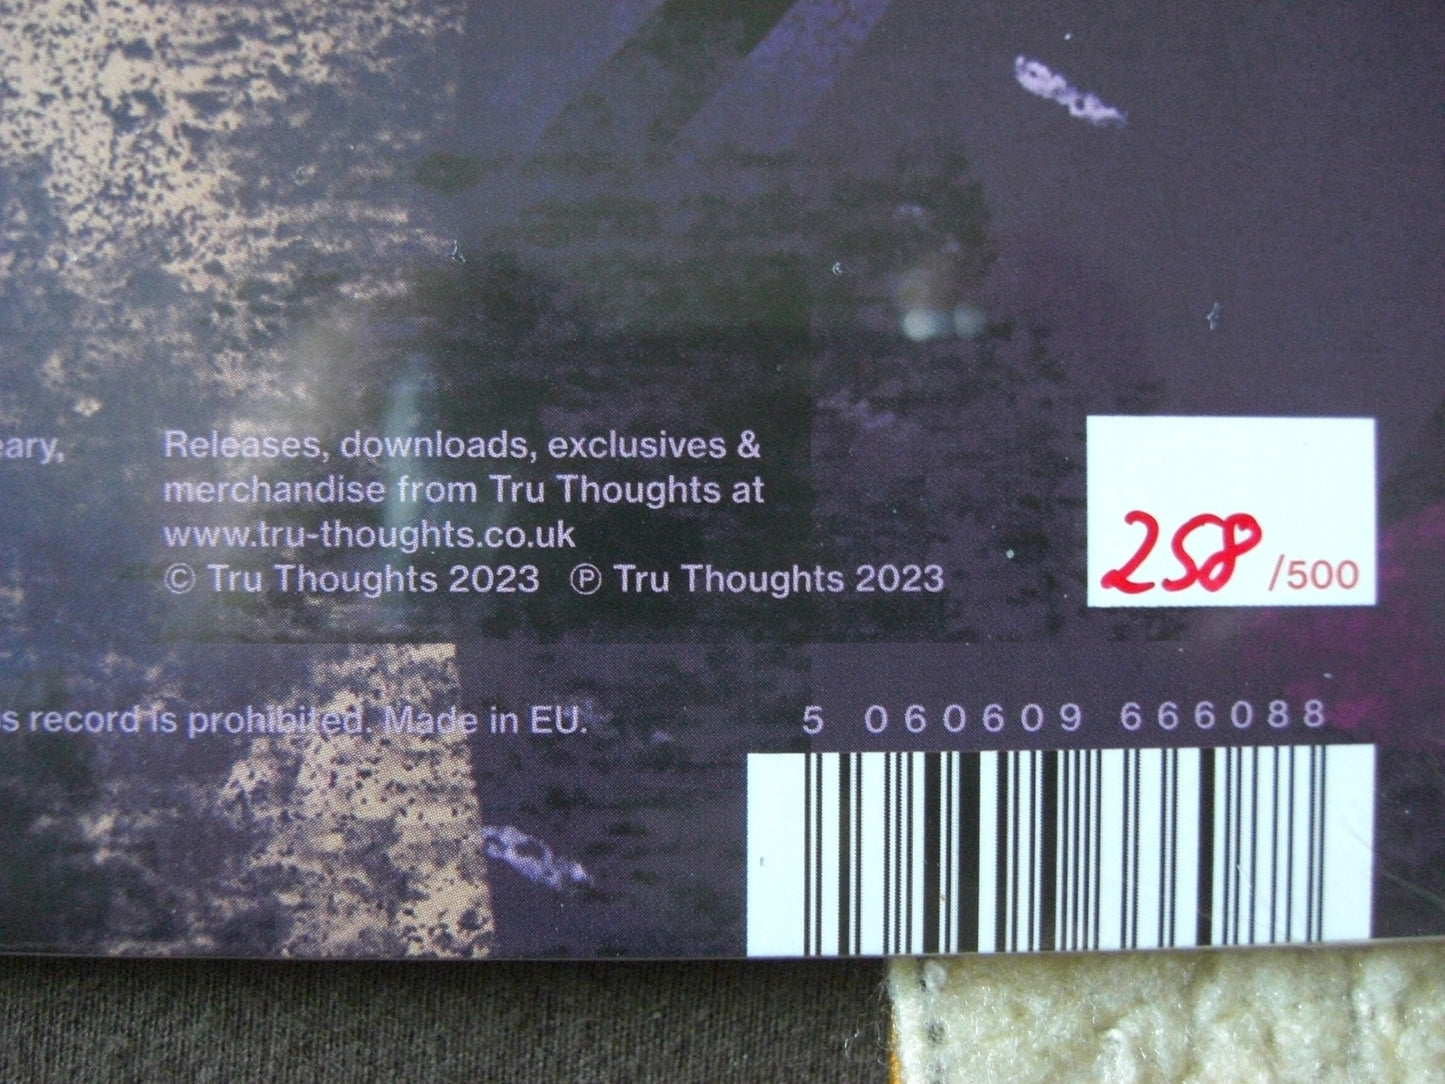 eary,
Releases, downloads, exclusives &
merchandise from Tru Thoughts at
www.tru-thoughts.co.uk
© Tru Thoughts 2023 ℗ Tru Thoughts 2023
258 /500
s record is prohibited. Made in EU.
5 060609 666088